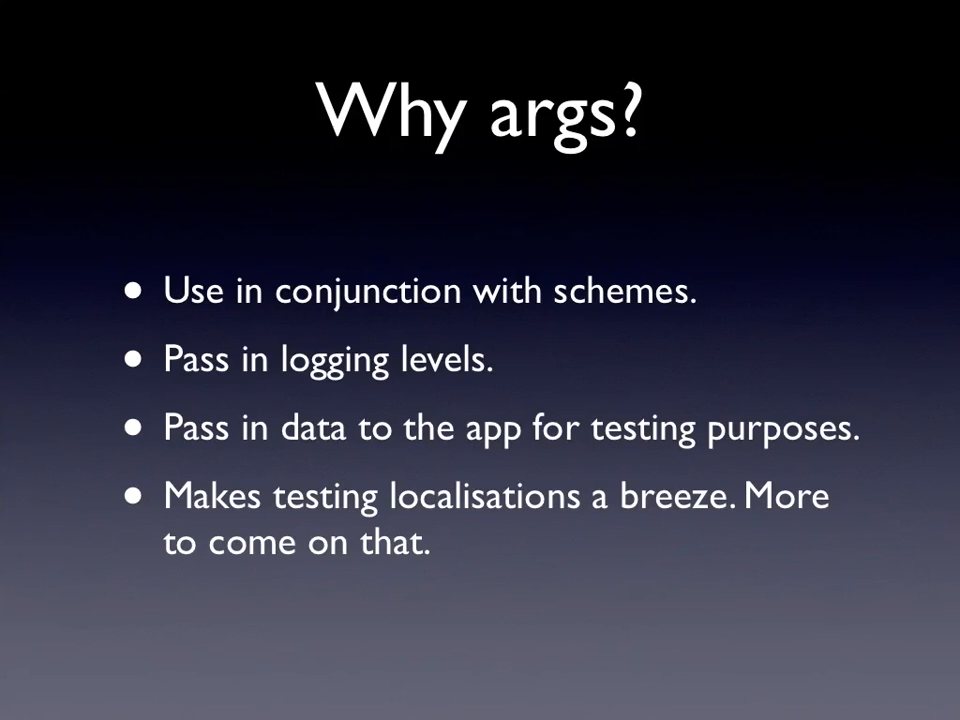 Why args?
• Use in conjunction with schemes.
• Pass in logging levels.
• Pass in data to the app for testing purposes.
• Makes testing localisations a breeze. More
to come on that.